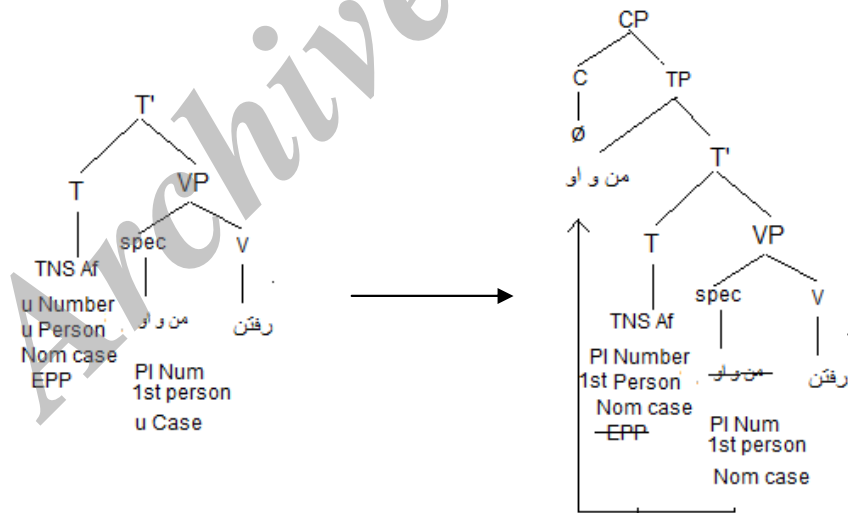 Archive
T'
T
VP
TNS Af
spec
V
u Number
u Person
Nom case
EPP
من و او
رفتن
Pl Num
1st person
u Case
CP
C
TP
Ø
من و او
T'
T
VP
TNS Af
spec
V
Pl Number
1st Person
Nom case
EPP
من و او
رفتن
Pl Num
1st person
Nom case